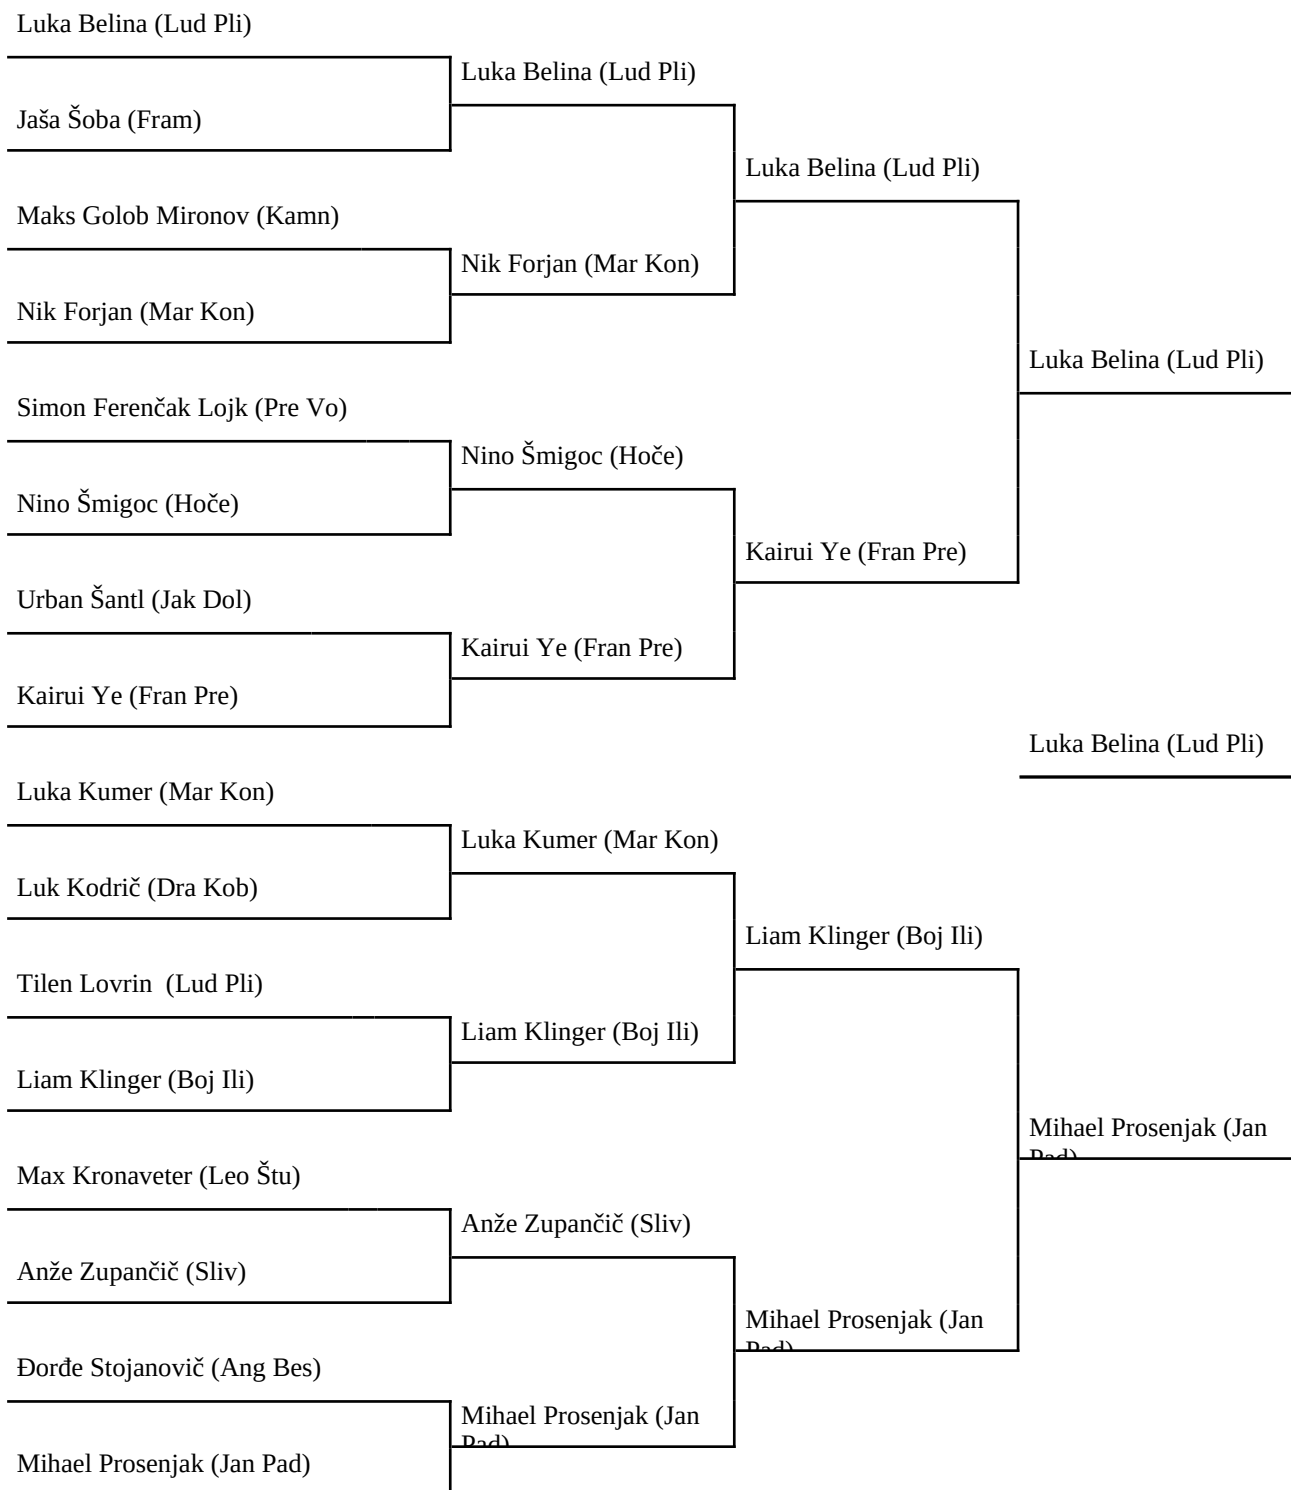 Luka Belina (Lud Pli)
Luka Belina (Lud Pli)
Jaša Šoba (Fram)
Luka Belina (Lud Pli)
Maks Golob Mironov (Kamn)
Nik Forjan (Mar Kon)
Nik Forjan (Mar Kon)
Luka Belina (Lud Pli)
Simon Ferenčak Lojk (Pre Vo)
Nino Šmigoc (Hoče)
Nino Šmigoc (Hoče)
Kairui Ye (Fran Pre)
Urban Šantl (Jak Dol)
Kairui Ye (Fran Pre)
Kairui Ye (Fran Pre)
Luka Belina (Lud Pli)
Luka Kumer (Mar Kon)
Luka Kumer (Mar Kon)
Luk Kodrič (Dra Kob)
Liam Klinger (Boj Ili)
Tilen Lovrin  (Lud Pli)
Liam Klinger (Boj Ili)
Liam Klinger (Boj Ili)
Mihael Prosenjak (Jan
Pad)
Max Kronaveter (Leo Štu)
Anže Zupančič (Sliv)
Anže Zupančič (Sliv)
Mihael Prosenjak (Jan
Pad)
Đorđe Stojanovič (Ang Bes)
Mihael Prosenjak (Jan
Pad)
Mihael Prosenjak (Jan Pad)